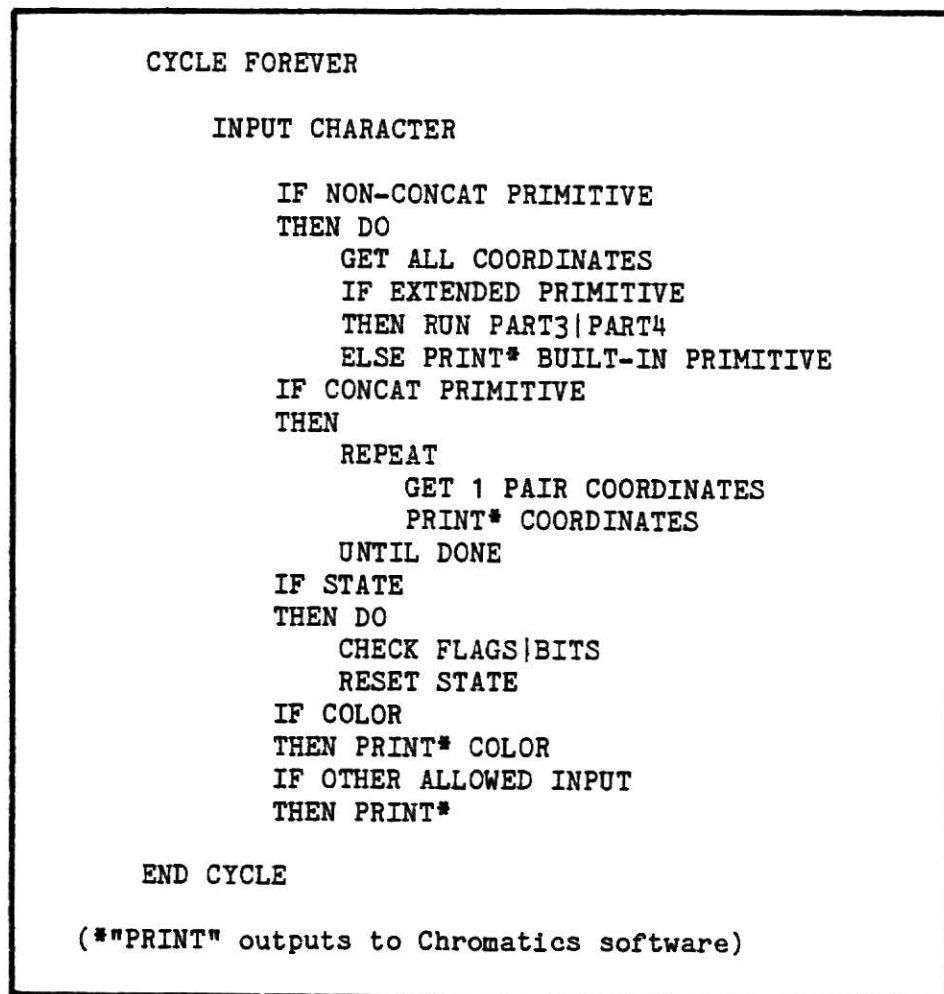 CYCLE FOREVER
INPUT CHARACTER
IF NON-CONCAT PRIMITIVE
THEN DO
GET ALL COORDINATES
IF EXTENDED PRIMITIVE
THEN RUN PART3|PART4
ELSE PRINT* BUILT-IN PRIMITIVE
IF CONCAT PRIMITIVE
THEN
REPEAT
GET 1 PAIR COORDINATES
PRINT* COORDINATES
UNTIL DONE
IF STATE
THEN DO
CHECK FLAGS|BITS
RESET STATE
IF COLOR
THEN PRINT* COLOR
IF OTHER ALLOWED INPUT
THEN PRINT*
END CYCLE
(*"PRINT" outputs to Chromatics software)